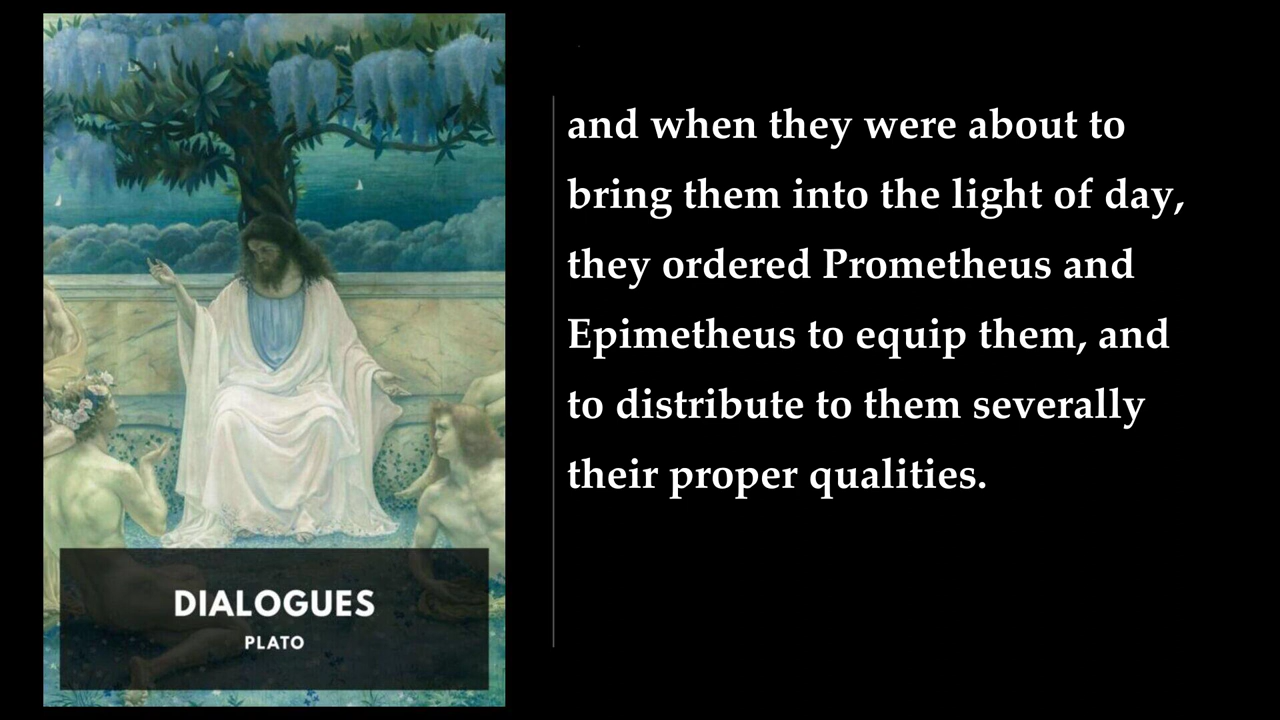 and when they were about to
bring them into the light of day,
they ordered Prometheus and
Epimetheus to equip them, and
to distribute to them severally
their proper qualities.
DIALOGUES
PLATO